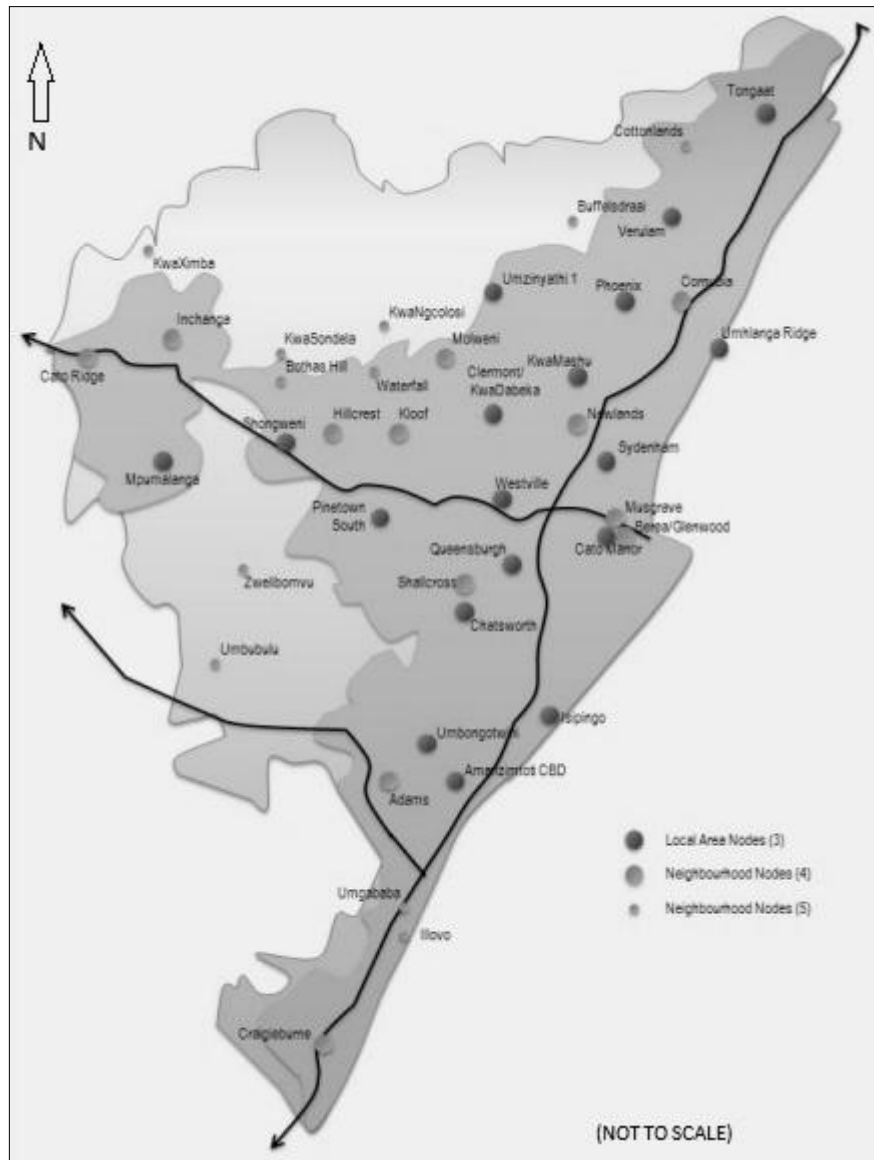 N
Tongaat
Cottonlands
Buffelsdraai
Verulam
KwaXimba
Umzinyathi 1
Phoenix
Cornubia
Inchanga
KwaNgcolosi
KwaSondela
Molweni
Umhlanga Ridge
Cato Ridge
Bothas Hill
Waterfall
Clermont/
KwaDabeka
KwaMashu
Shongweni
Hillcrest
Kloof
Newlands
Sydenham
Mpumalanga
Westville
Pinetown
South
Musgrave
Berea/Glenwood
Cato Manor
Queensburgh
Zwelibomvu
Shallcross
Chatsworth
Umbubulu
Isipingo
Umbongotwini
Amanzimtoti CBD
Adams
Local Area Nodes (3)
Neighbourhood Nodes (4)
Neighbourhood Nodes (5)
Umgababa
Illovo
Craigieburne
(NOT TO SCALE)